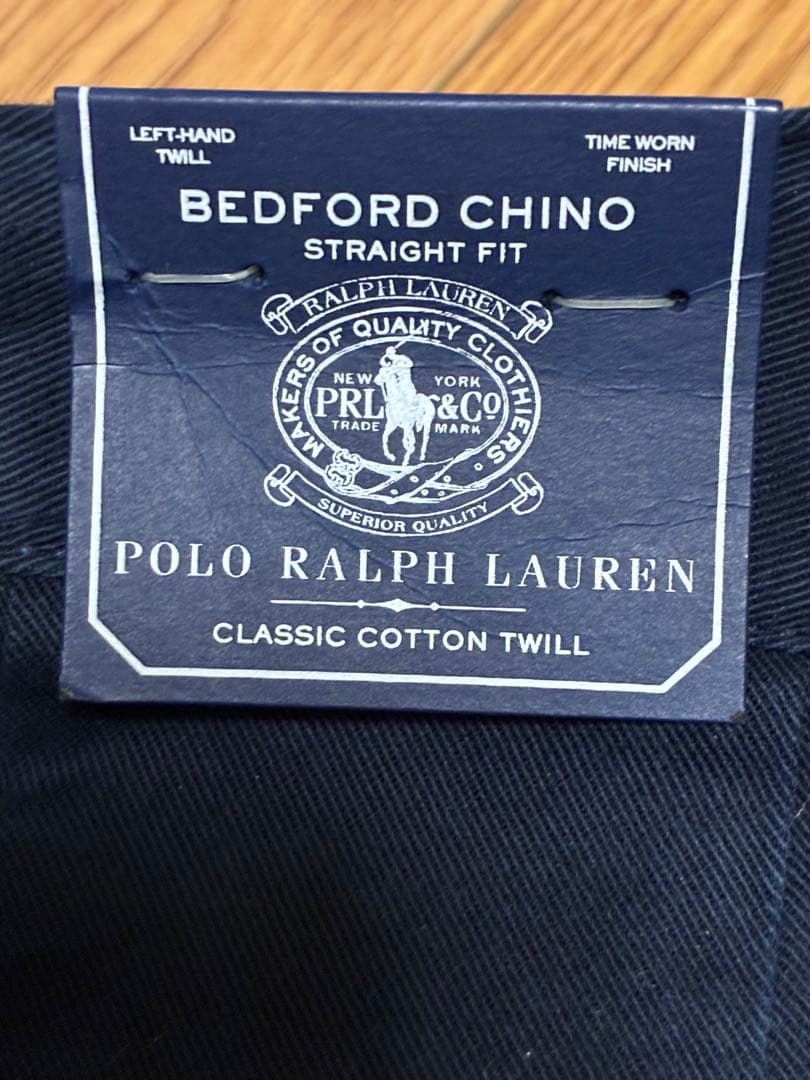 LEFT-HAND
TWILL
TIME WORN
FINISH
BEDFORD CHINO
STRAIGHT FIT
RALPH LAUREN
MAKERS OF QUALITY CLOTHIERS
NEW YORK
PRL &Co
TRADE MARK
SUPERIOR QUALITY
POLO RALPH LAUREN
CLASSIC COTTON TWILL